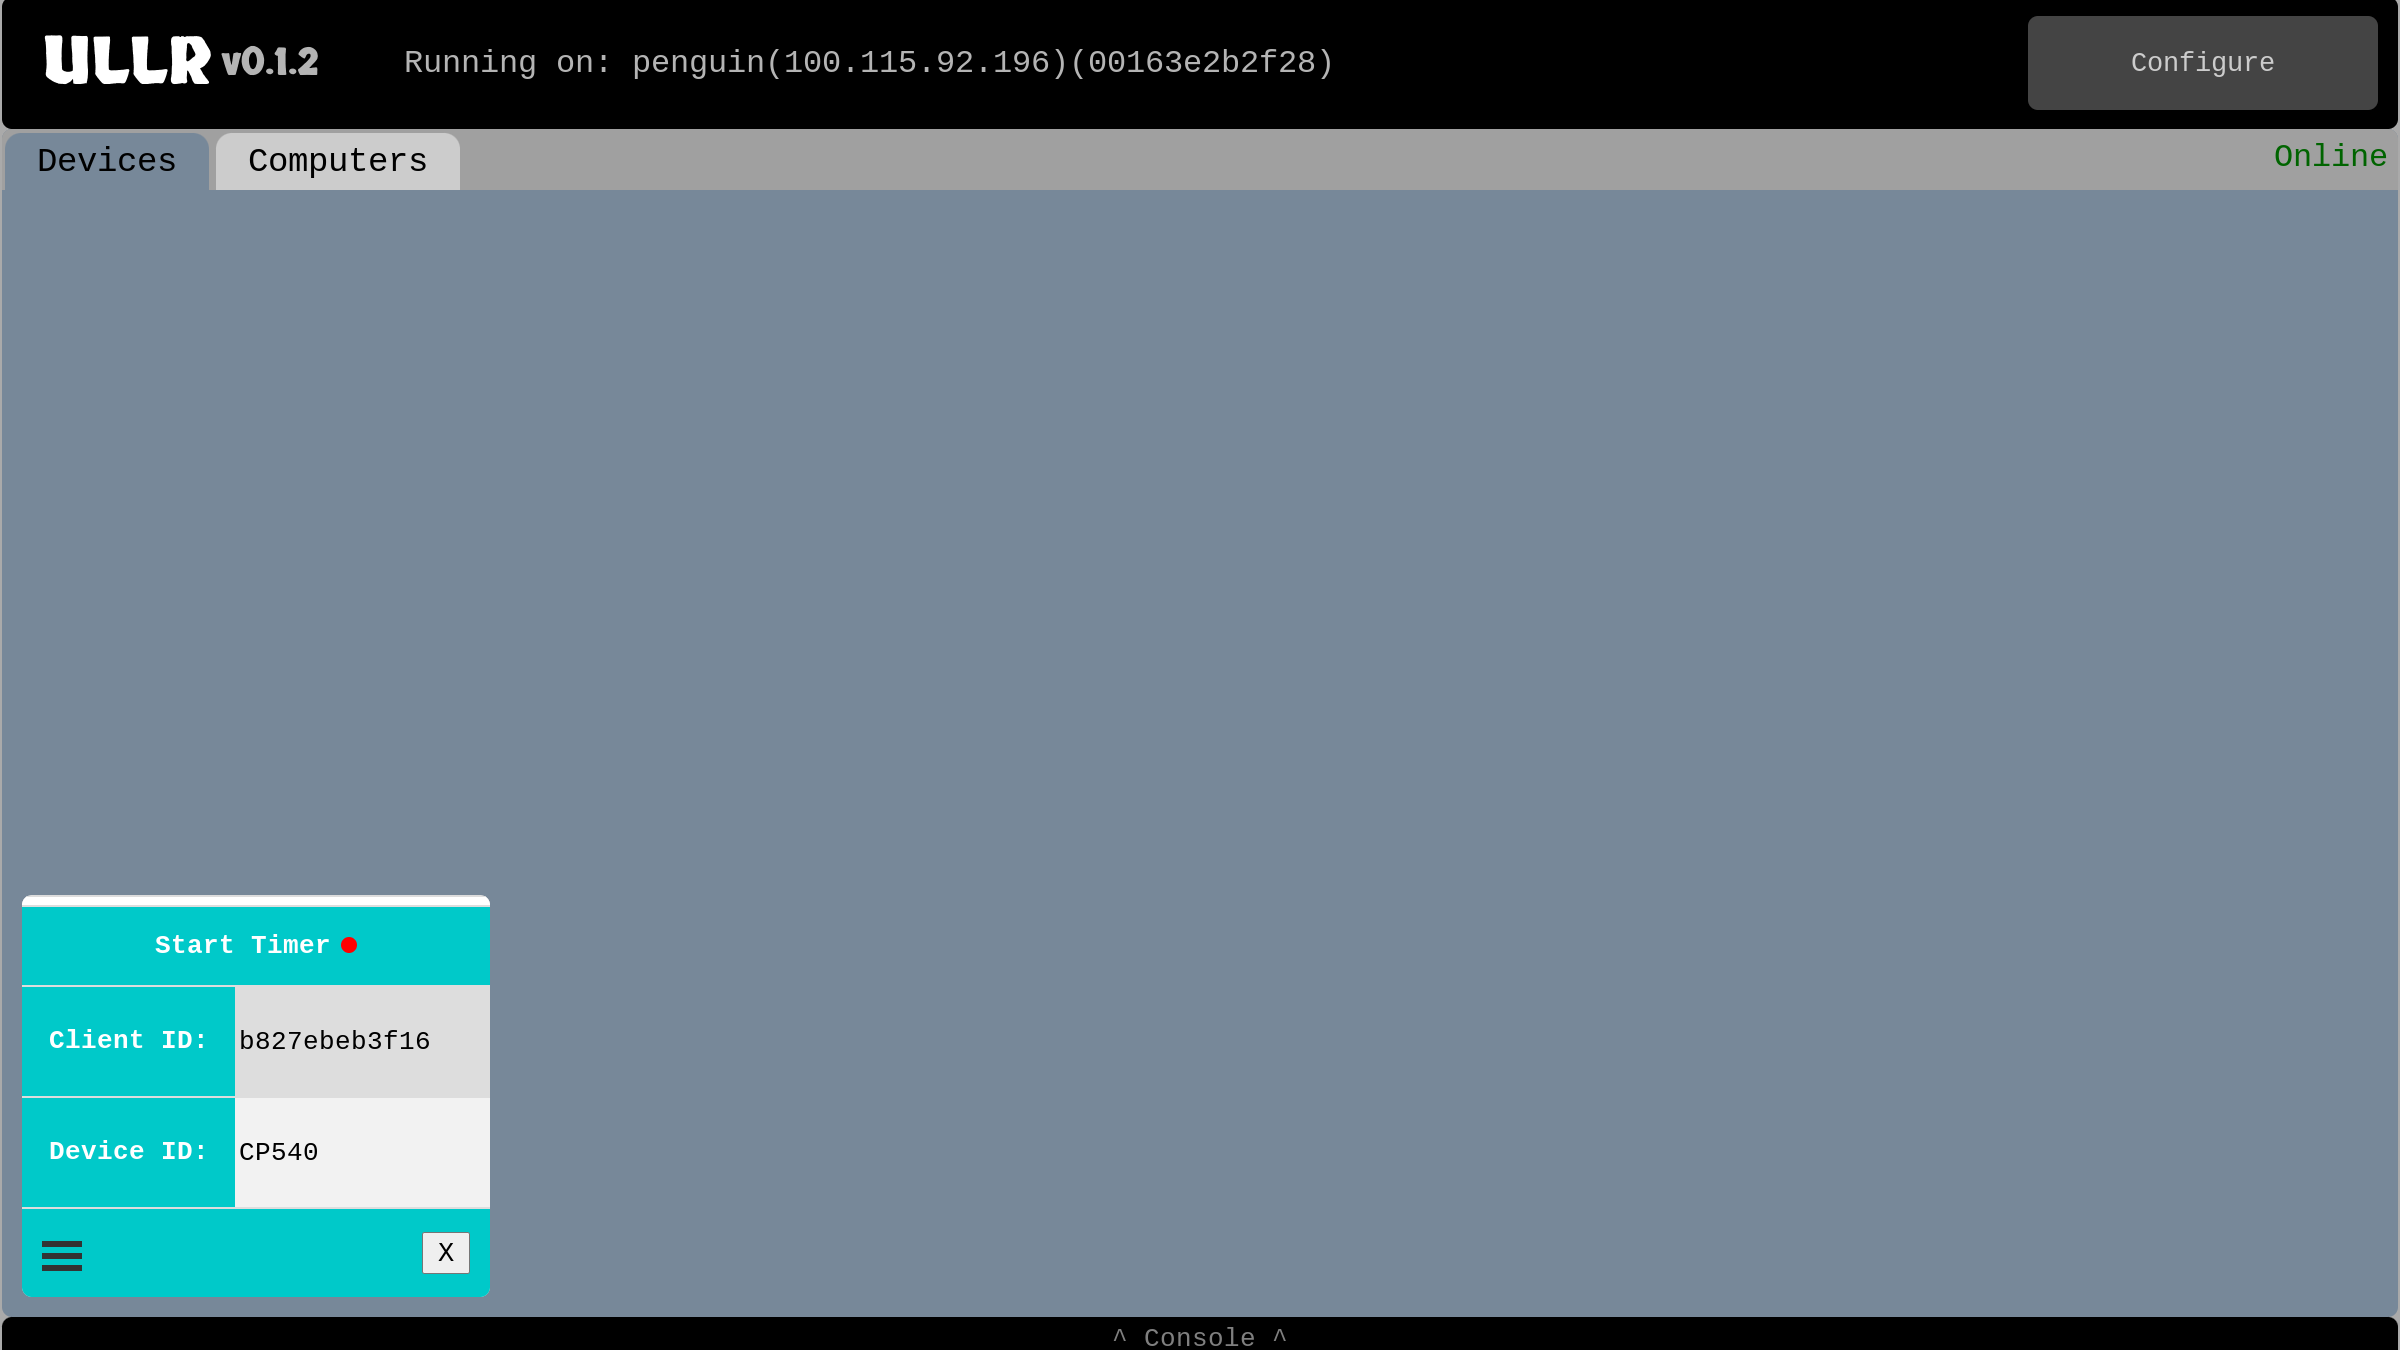 ULLR v0.1.2 Running on: penguin(100.115.92.196)(00163e2b2f28) Configure
Devices Computers Online
Start Timer
Client ID: b827ebeb3f16
Device ID: CP540
X
^ Console ^